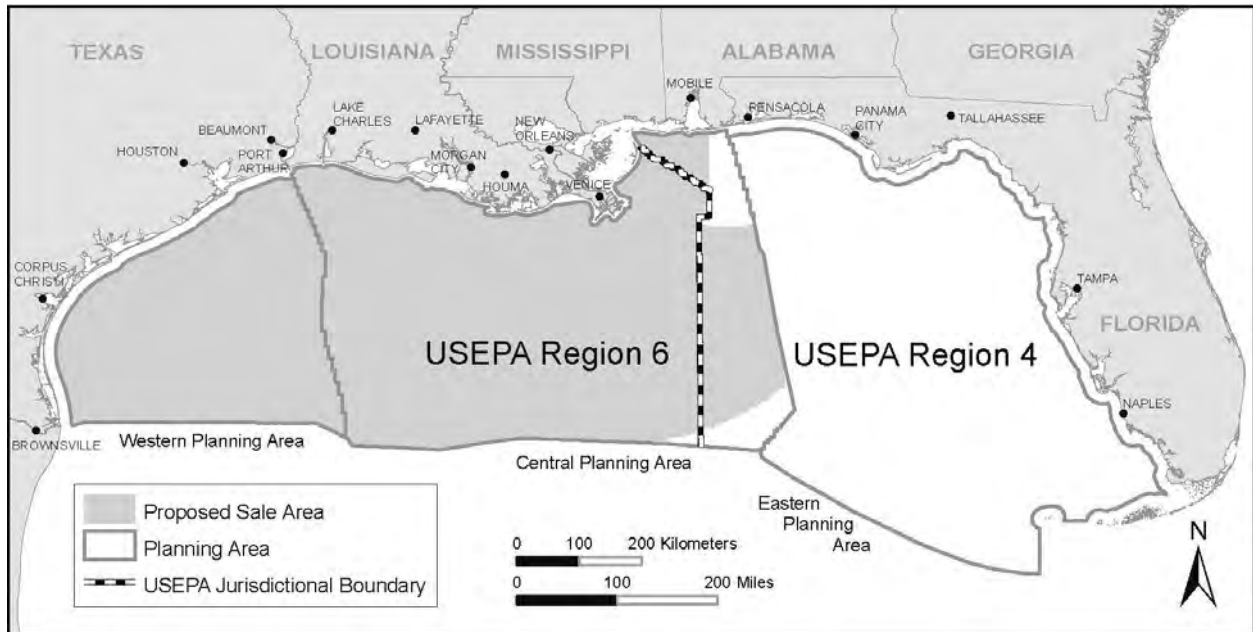 TEXAS
LOUISIANA
MISSISSIPPI
ALABAMA
GEORGIA
MOBILE
PENSACOLA
PANAMA
CITY
TALLAHASSEE
LAKE
CHARLES
LAFAYETTE
NEW
ORLEANS
BEAUMONT
HOUSTON
PORT
ARTHUR
MORGAN
CITY
HOUMA
VENICE
CORPUS
CHRISTI
TAMPA
FLORIDA
USEPA Region 6
USEPA Region 4
NAPLES
BROWNSVILLE
Western Planning Area
Central Planning Area
Eastern
Planning
Area
Proposed Sale Area
Planning Area
USEPA Jurisdictional Boundary
0 100 200 Kilometers
0 100 200 Miles
N